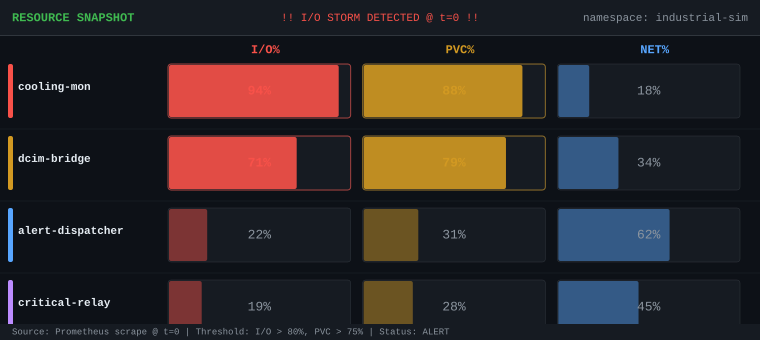 RESOURCE SNAPSHOT !! I/O STORM DETECTED @ t=0 !! namespace: industrial-sim
I/O% PVC% NET%
cooling-mon 94% 88% 18%
dcim-bridge 71% 79% 34%
alert-dispatcher 22% 31% 62%
critical-relay 19% 28% 45%
Source: Prometheus scrape @ t=0 | Threshold: I/O > 80%, PVC > 75% | Status: ALERT